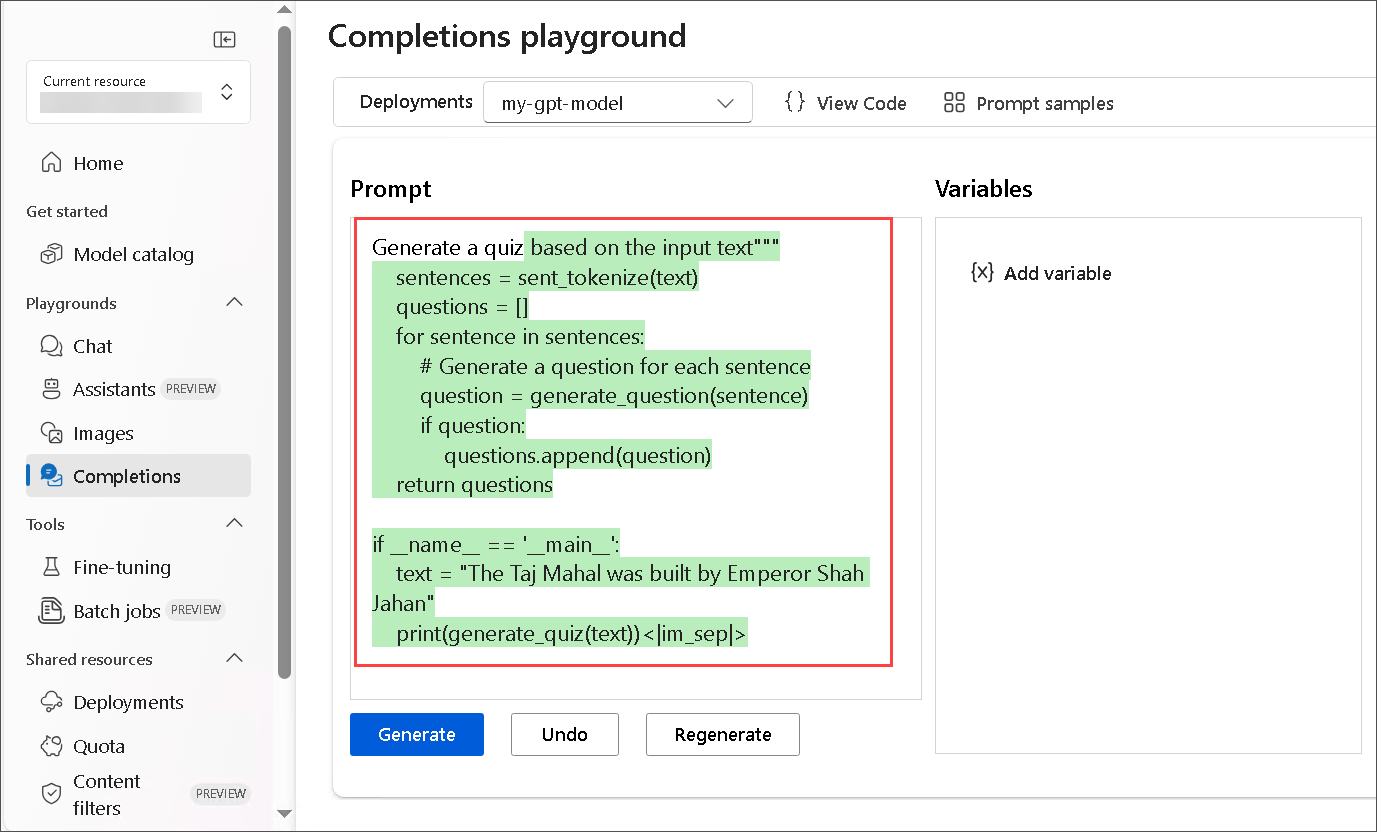 Completions playground
Current resource
Deployments
my-gpt-model
{} View Code
Prompt samples
Home
Get started
Model catalog
Playgrounds
Chat
Assistants PREVIEW
Images
Completions
Tools
Fine-tuning
Batch jobs PREVIEW
Shared resources
Deployments
Quota
Content
filters
PREVIEW
Prompt
Generate a quiz based on the input text"""
    sentences = sent_tokenize(text)
    questions = []
    for sentence in sentences:
        # Generate a question for each sentence
        question = generate_question(sentence)
        if question:
            questions.append(question)
    return questions

if __name__ == '__main__':
    text = "The Taj Mahal was built by Emperor Shah
Jahan"
    print(generate_quiz(text))<|im_sep|>
Generate
Undo
Regenerate
Variables
{x} Add variable